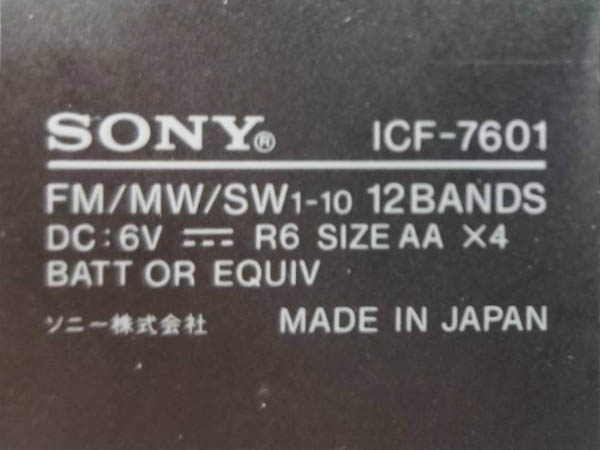 SONY® ICF-7601
FM/MW/SW1-10 12BANDS
DC:6V ⎓ R6 SIZE AA ×4
BATT OR EQUIV
ソニー株式会社 MADE IN JAPAN